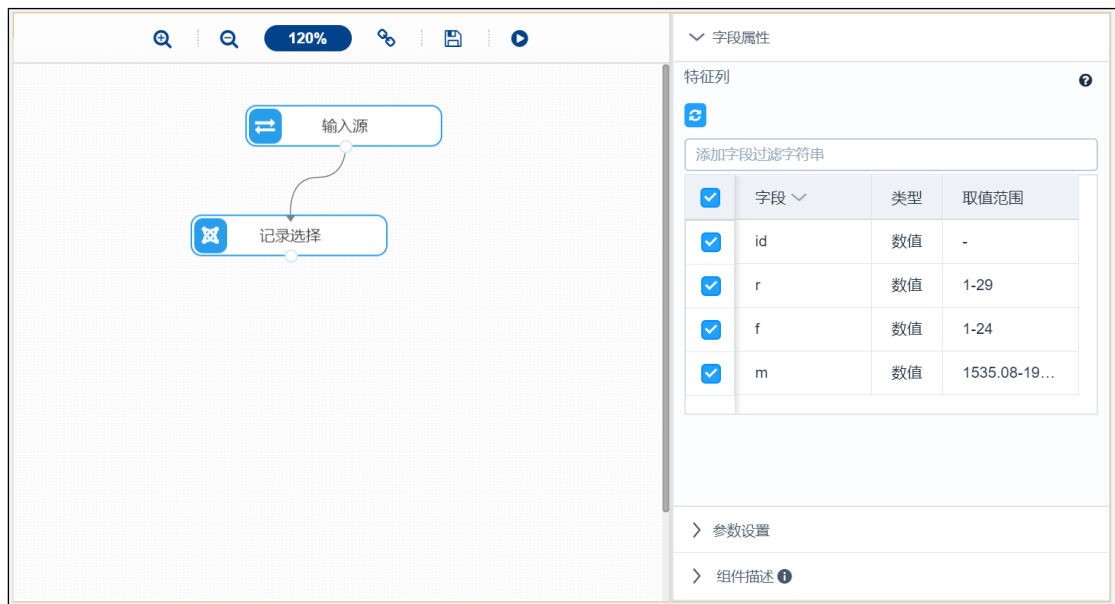 120%
输入源
记录选择
字段属性
特征列
添加字段过滤字符串
字段 类型 取值范围
id 数值 -
r 数值 1-29
f 数值 1-24
m 数值 1535.08-19...
参数设置
组件描述